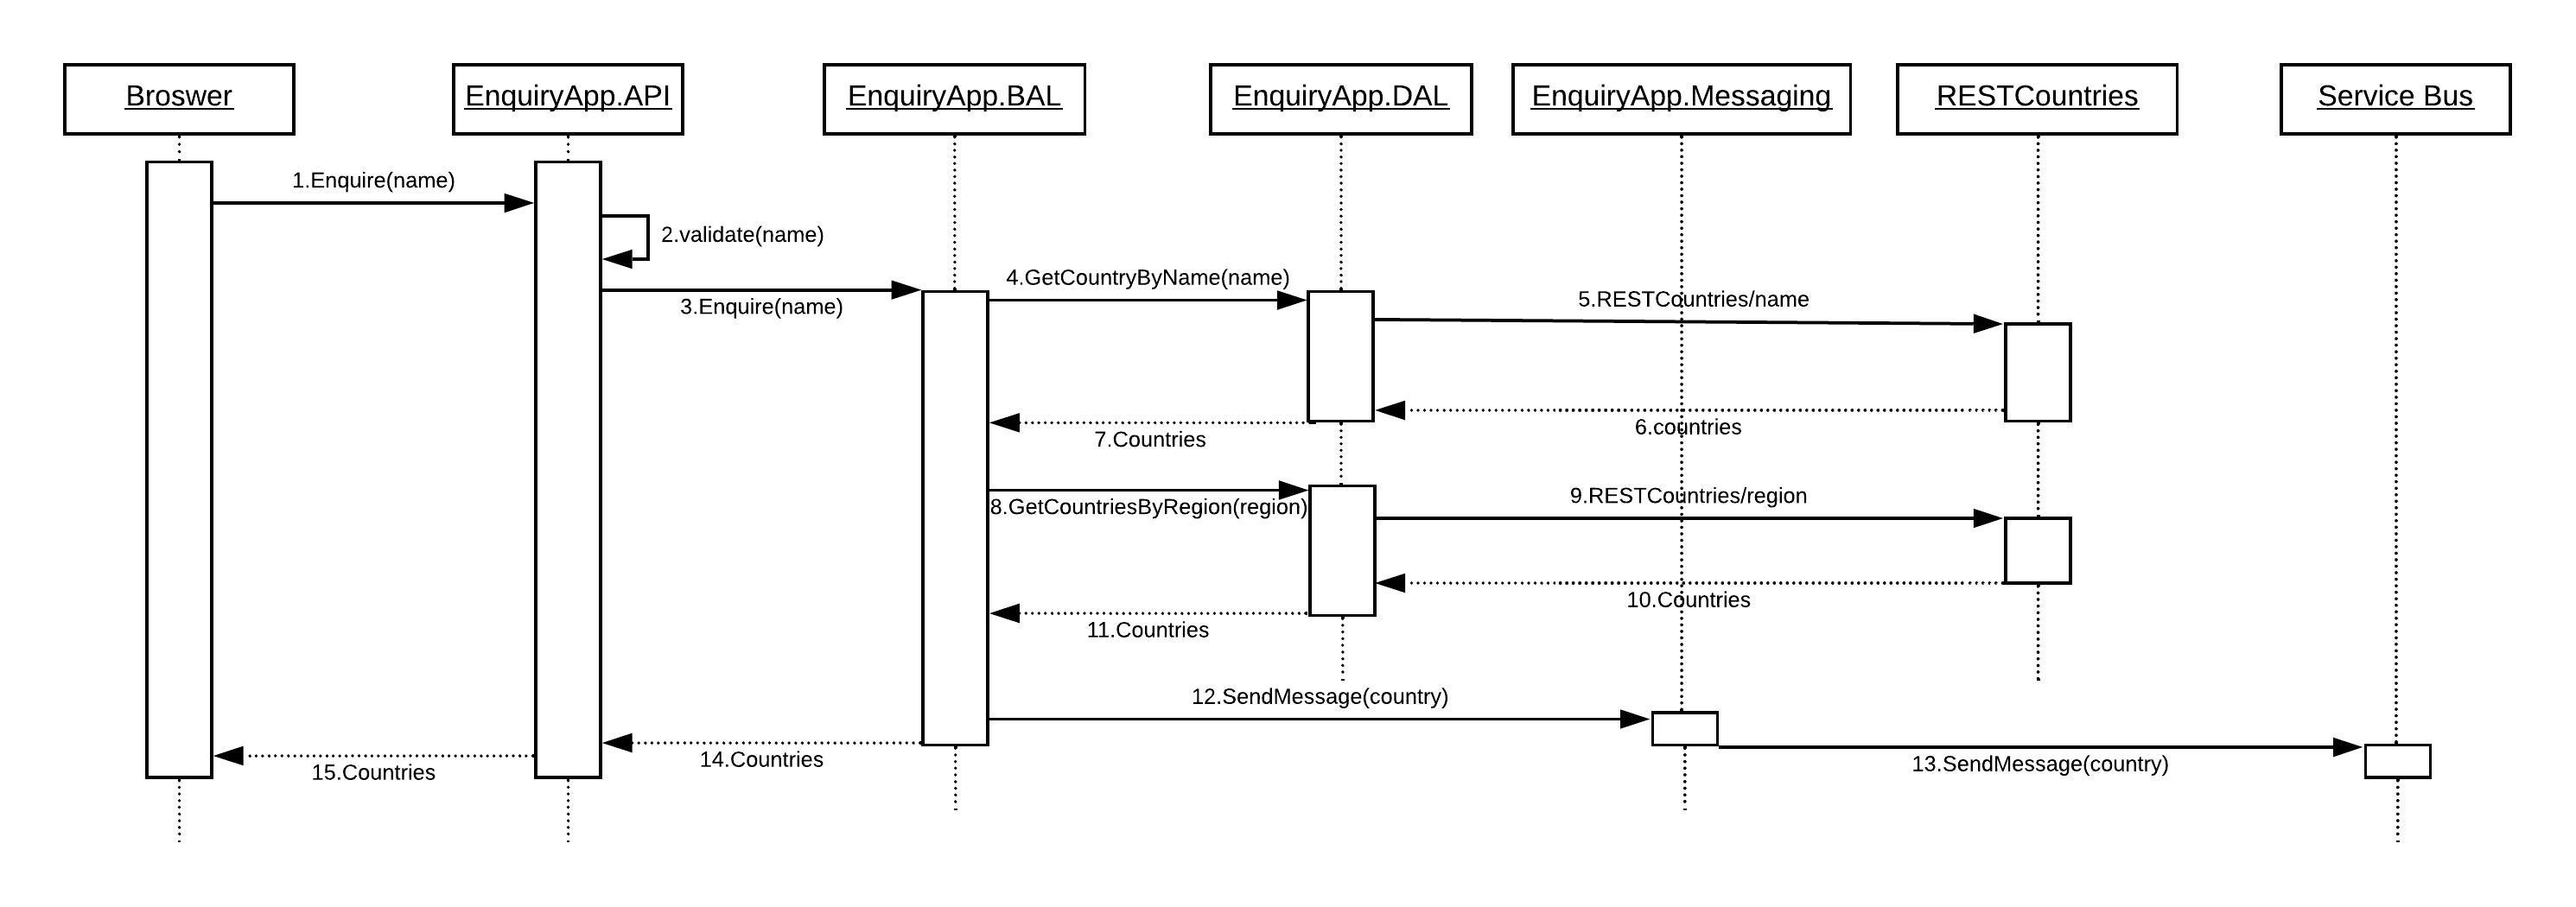 Broswer
EnquiryApp.API
EnquiryApp.BAL
EnquiryApp.DAL
EnquiryApp.Messaging
RESTCountries
Service Bus
1.Enquire(name)
2.validate(name)
3.Enquire(name)
4.GetCountryByName(name)
5.RESTCountries/name
6.countries
7.Countries
8.GetCountriesByRegion(region)
9.RESTCountries/region
10.Countries
11.Countries
12.SendMessage(country)
13.SendMessage(country)
14.Countries
15.Countries